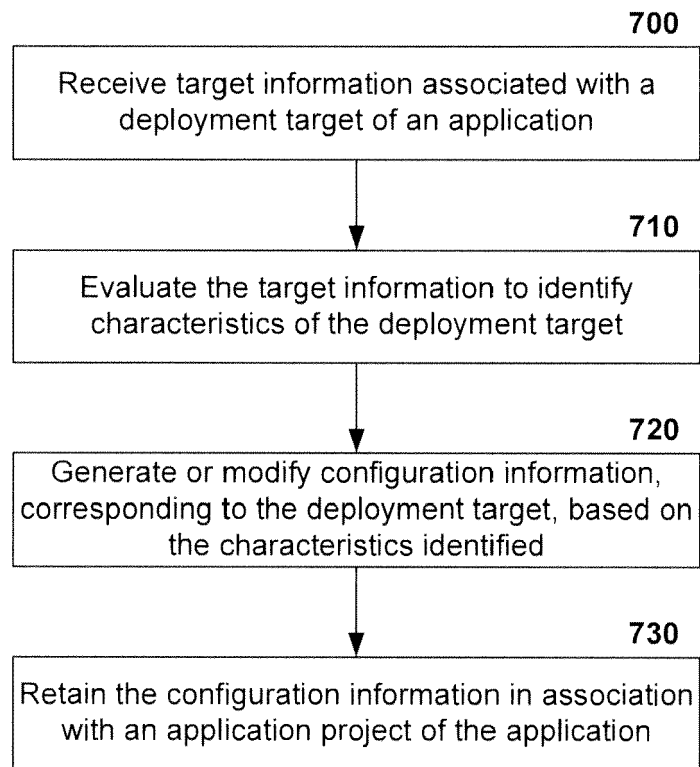 700
Receive target information associated with a
deployment target of an application
710
Evaluate the target information to identify
characteristics of the deployment target
720
Generate or modify configuration information,
corresponding to the deployment target, based on
the characteristics identified
730
Retain the configuration information in association
with an application project of the application